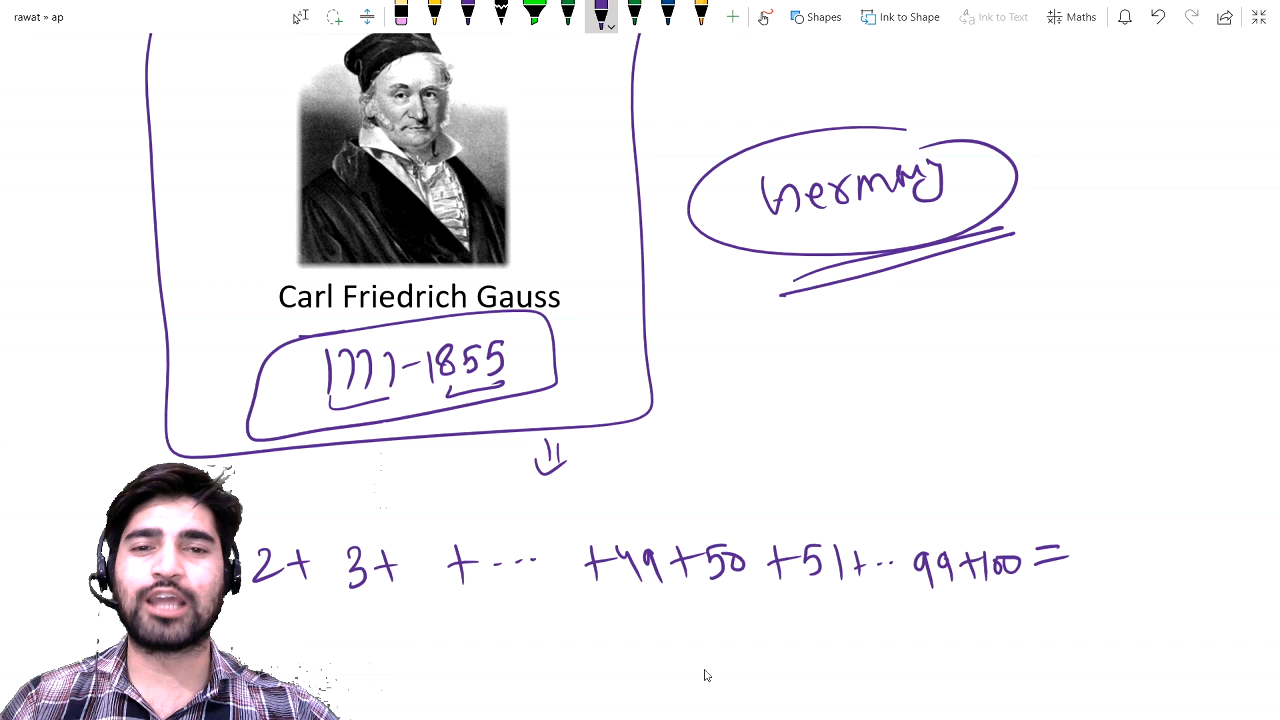 rawat » ap
Shapes Ink to Shape Ink to Text Maths
Germany
Carl Friedrich Gauss
1777-1855
2+ 3+ +... +49+50 +51+.. 99+100=